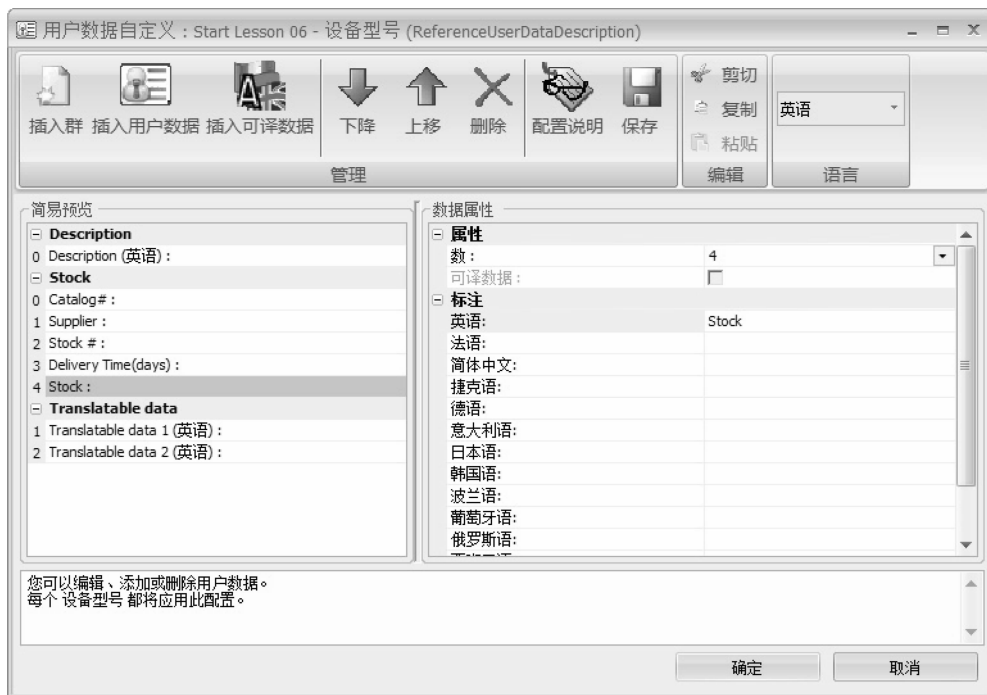 用户数据自定义：Start Lesson 06 - 设备型号 (ReferenceUserDataDescription)
插入群 插入用户数据 插入可译数据 下降 上移 删除 配置说明 保存
管理
剪切
复制
粘贴
编辑
英语
语言
简易预览
Description
0 Description (英语) :
Stock
0 Catalog# :
1 Supplier :
2 Stock # :
3 Delivery Time(days) :
4 Stock :
Translatable data
1 Translatable data 1 (英语) :
2 Translatable data 2 (英语) :
数据属性
属性
数 : 4
可译数据 :
标注
英语: Stock
法语:
简体中文:
捷克语:
德语:
意大利语:
日本语:
韩国语:
波兰语:
葡萄牙语:
俄罗斯语:
您可以编辑、添加或删除用户数据。
每个 设备型号 都将应用此配置。
确定 取消